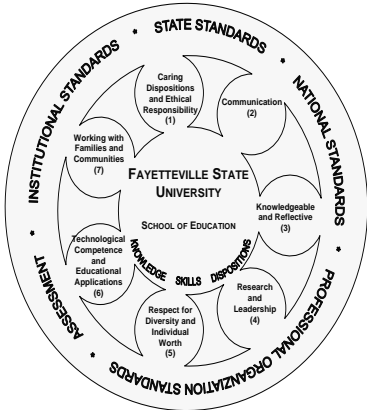 STATE STANDARDS
*
NATIONAL STANDARDS
*
PROFESSIONAL ORGANZIATION STANDARDS
*
ASSESSMENT
*
INSTITUTIONAL STANDARDS
*
Caring
Dispositions
and Ethical
Responsibility
(1)
Communication
(2)
Knowledgeable
and Reflective
(3)
Research
and
Leadership
(4)
Respect for
Diversity and
Individual
Worth
(5)
Technological
Competence
and
Educational
Applications
(6)
Working with
Families and
Communities
(7)
FAYETTEVILLE STATE
UNIVERSITY
SCHOOL OF EDUCATION
KNOWLEDGE SKILLS DISPOSITIONS